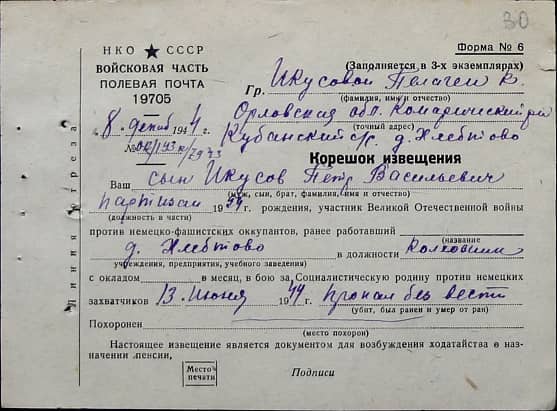 30
НКО ★ СССР
ВОЙСКОВАЯ ЧАСТЬ
ПОЛЕВАЯ ПОЧТА
19705
8. декаб 1944 г.
№
Форма № 6
(Заполняется в 3-х экземплярах)
Гр. Икусовой Пелагеи К.
(фамилия, имя и отчество)
Орловская обл. Комаричский р-н
(точный адрес)
Кубанский с/с д. Хлебтово
Корешок извещения
Ваш сын Икусов Петр Васильевич
(муж, сын, брат, фамилия, имя и отчество)
партизан 19 г. рождения, участник Великой Отечественной войны
(должность в части)
против немецко-фашистских оккупантов, ранее работавший
д. Хлебтово в должности Колхозник
(название
учреждения, предприятия, учебного заведения)
с окладом в месяц, в бою за Социалистическую родину против немецких
захватчиков 13 июня 1944 г. пропал без вести
(убит, был ранен и умер от ран)
Похоронен
(место похорон)
Настоящее извещение является документом для возбуждения ходатайства о на-
значении пенсии.
Место
печати
Подписи
Линия отреза